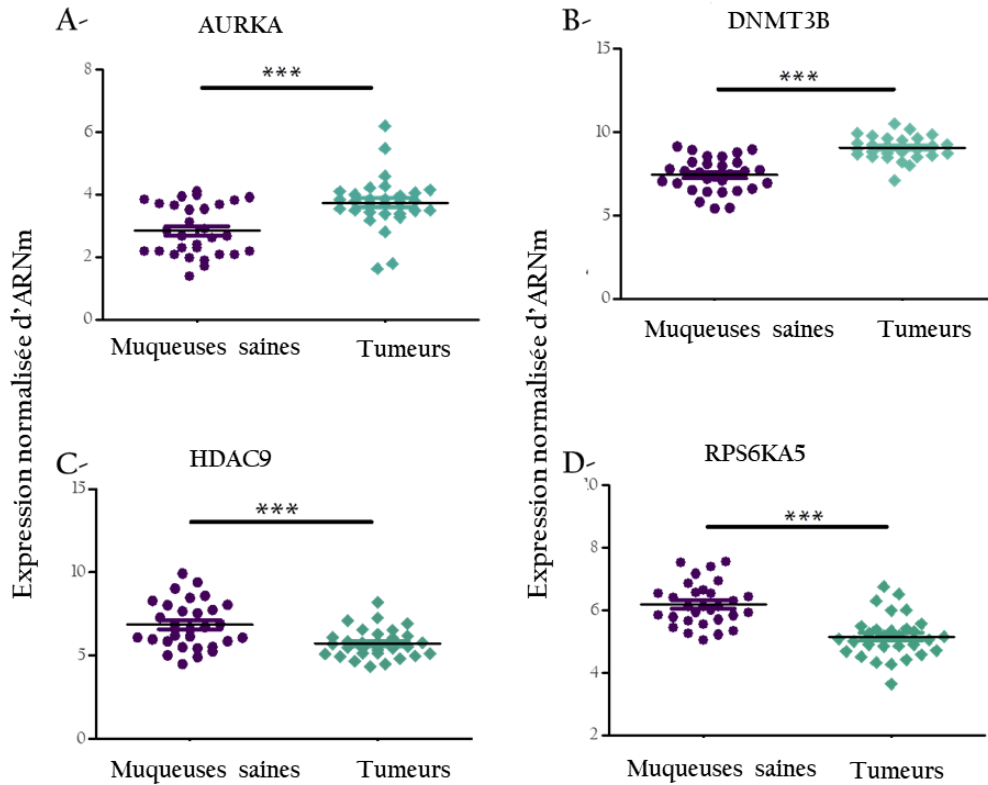 A-
AURKA
***
8
6
4
2
0
Muqueuses saines
Tumeurs
B-
DNMT3B
***
15
10
5
0
Muqueuses saines
Tumeurs
Expression normalisée d'ARNm
Expression normalisée d'ARNm
C-
HDAC9
***
15
10
5
0
Muqueuses saines
Tumeurs
D-
RPS6KA5
***
10
8
6
4
2
Muqueuses saines
Tumeurs